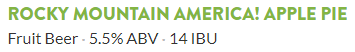 ROCKY MOUNTAIN AMERICA! APPLE PIE
Fruit Beer · 5.5% ABV · 14 IBU